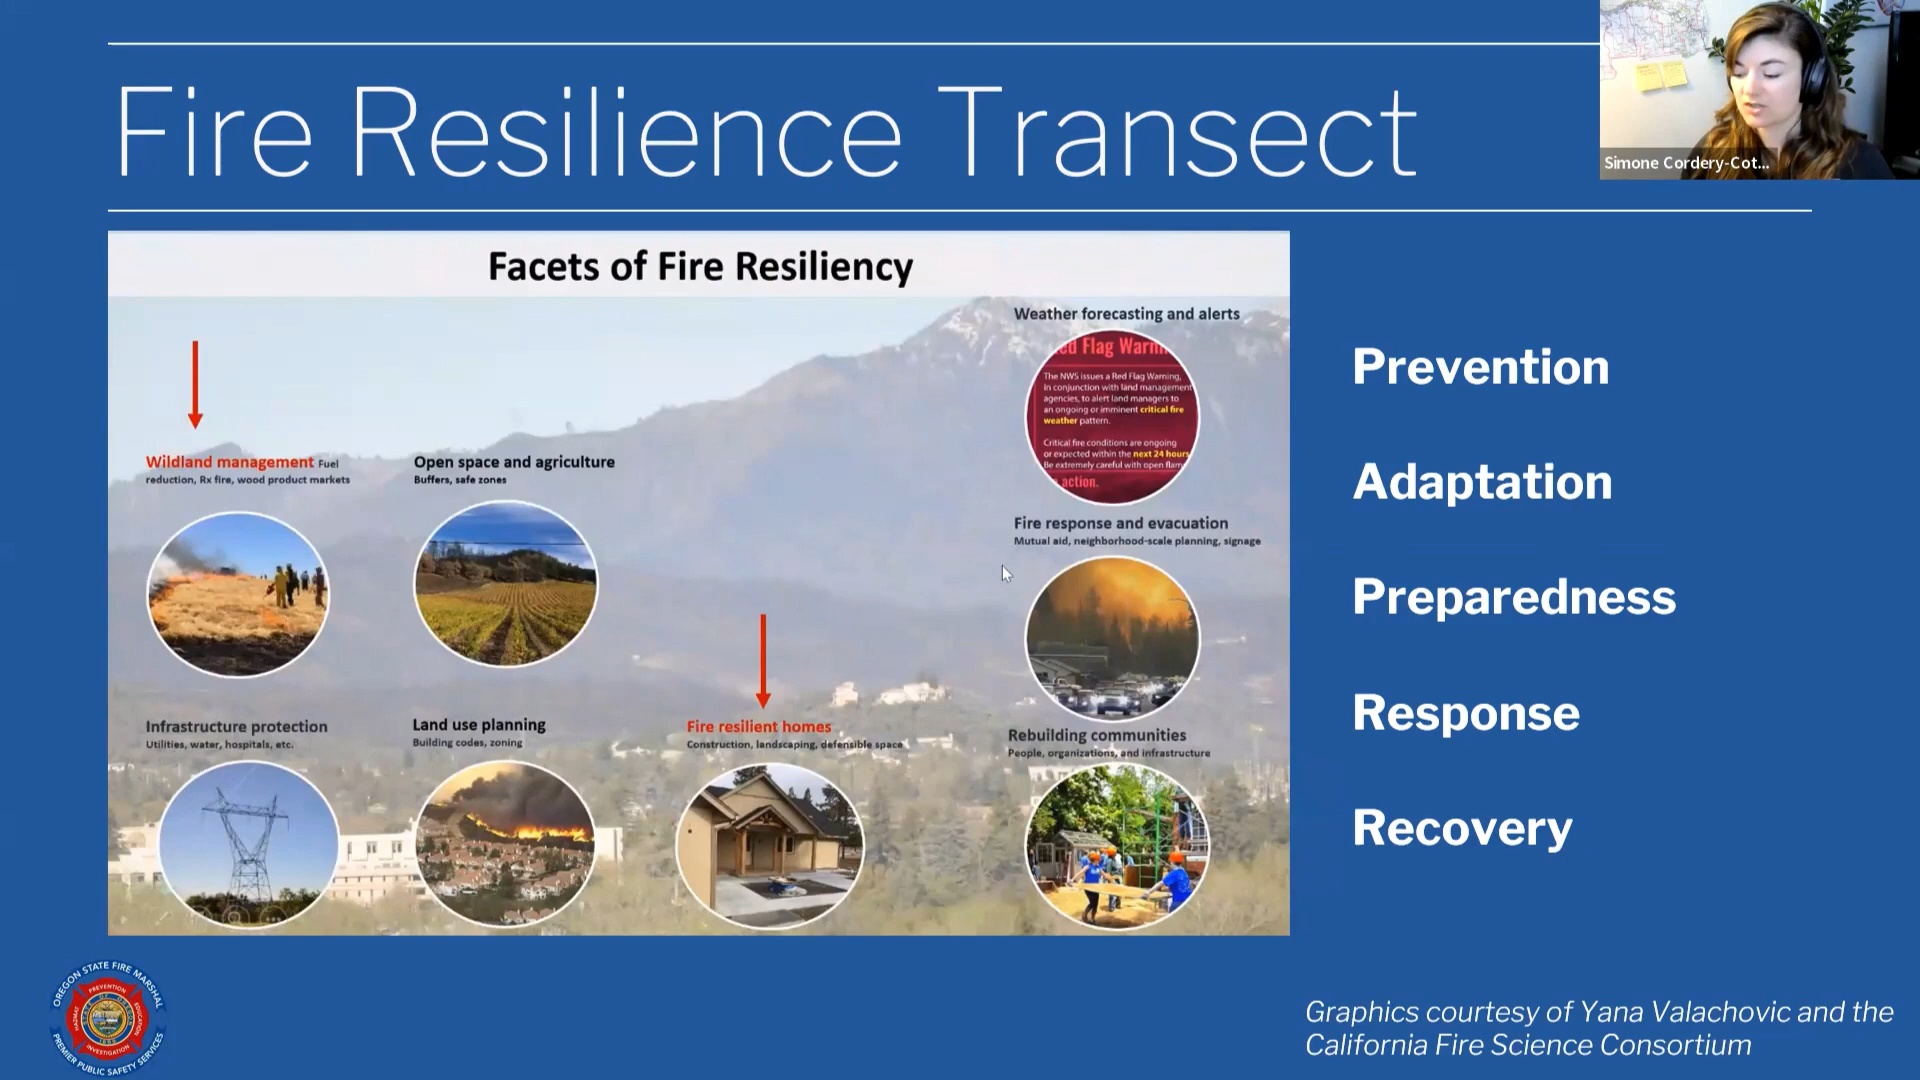 Fire Resilience Transect
Simone Cordery-Cot...
Facets of Fire Resiliency
Weather forecasting and alerts
ed Flag Warn
The NWS issues a Red Flag Warning,
in conjunction with land management
agencies, to alert land managers to
an ongoing or imminent critical fire
weather pattern.
Critical fire conditions are ongoing
or expected within the next 24 hours
Be extremely careful with open flam
action.
Wildland management Fuel
reduction, Rx fire, wood product markets
Open space and agriculture
Buffers, safe zones
Fire response and evacuation
Mutual aid, neighborhood-scale planning, signage
Infrastructure protection
Utilities, water, hospitals, etc.
Land use planning
Building codes, zoning
Fire resilient homes
Construction, landscaping, defensible space
Rebuilding communities
People, organizations, and infrastructure
Prevention
Adaptation
Preparedness
Response
Recovery
OREGON STATE FIRE MARSHAL
PREVENTION
HAZMAT
EDUCATION
INVESTIGATION
PREMIER PUBLIC SAFETY SERVICES
Graphics courtesy of Yana Valachovic and the
California Fire Science Consortium